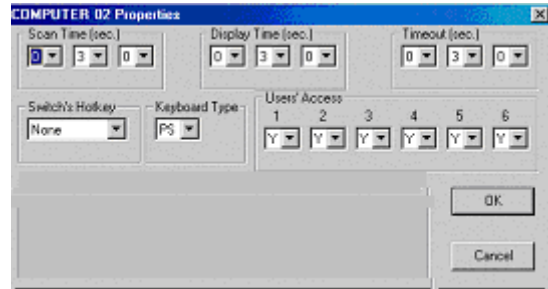 COMPUTER 02 Properties
Scan Time (sec.) Display Time (sec.) Timeout (sec.)
0 3 0 0 3 0 0 3 0
Switch's Hotkey Keyboard Type Users' Access
1 2 3 4 5 6
None PS Y Y Y Y Y Y
OK
Cancel